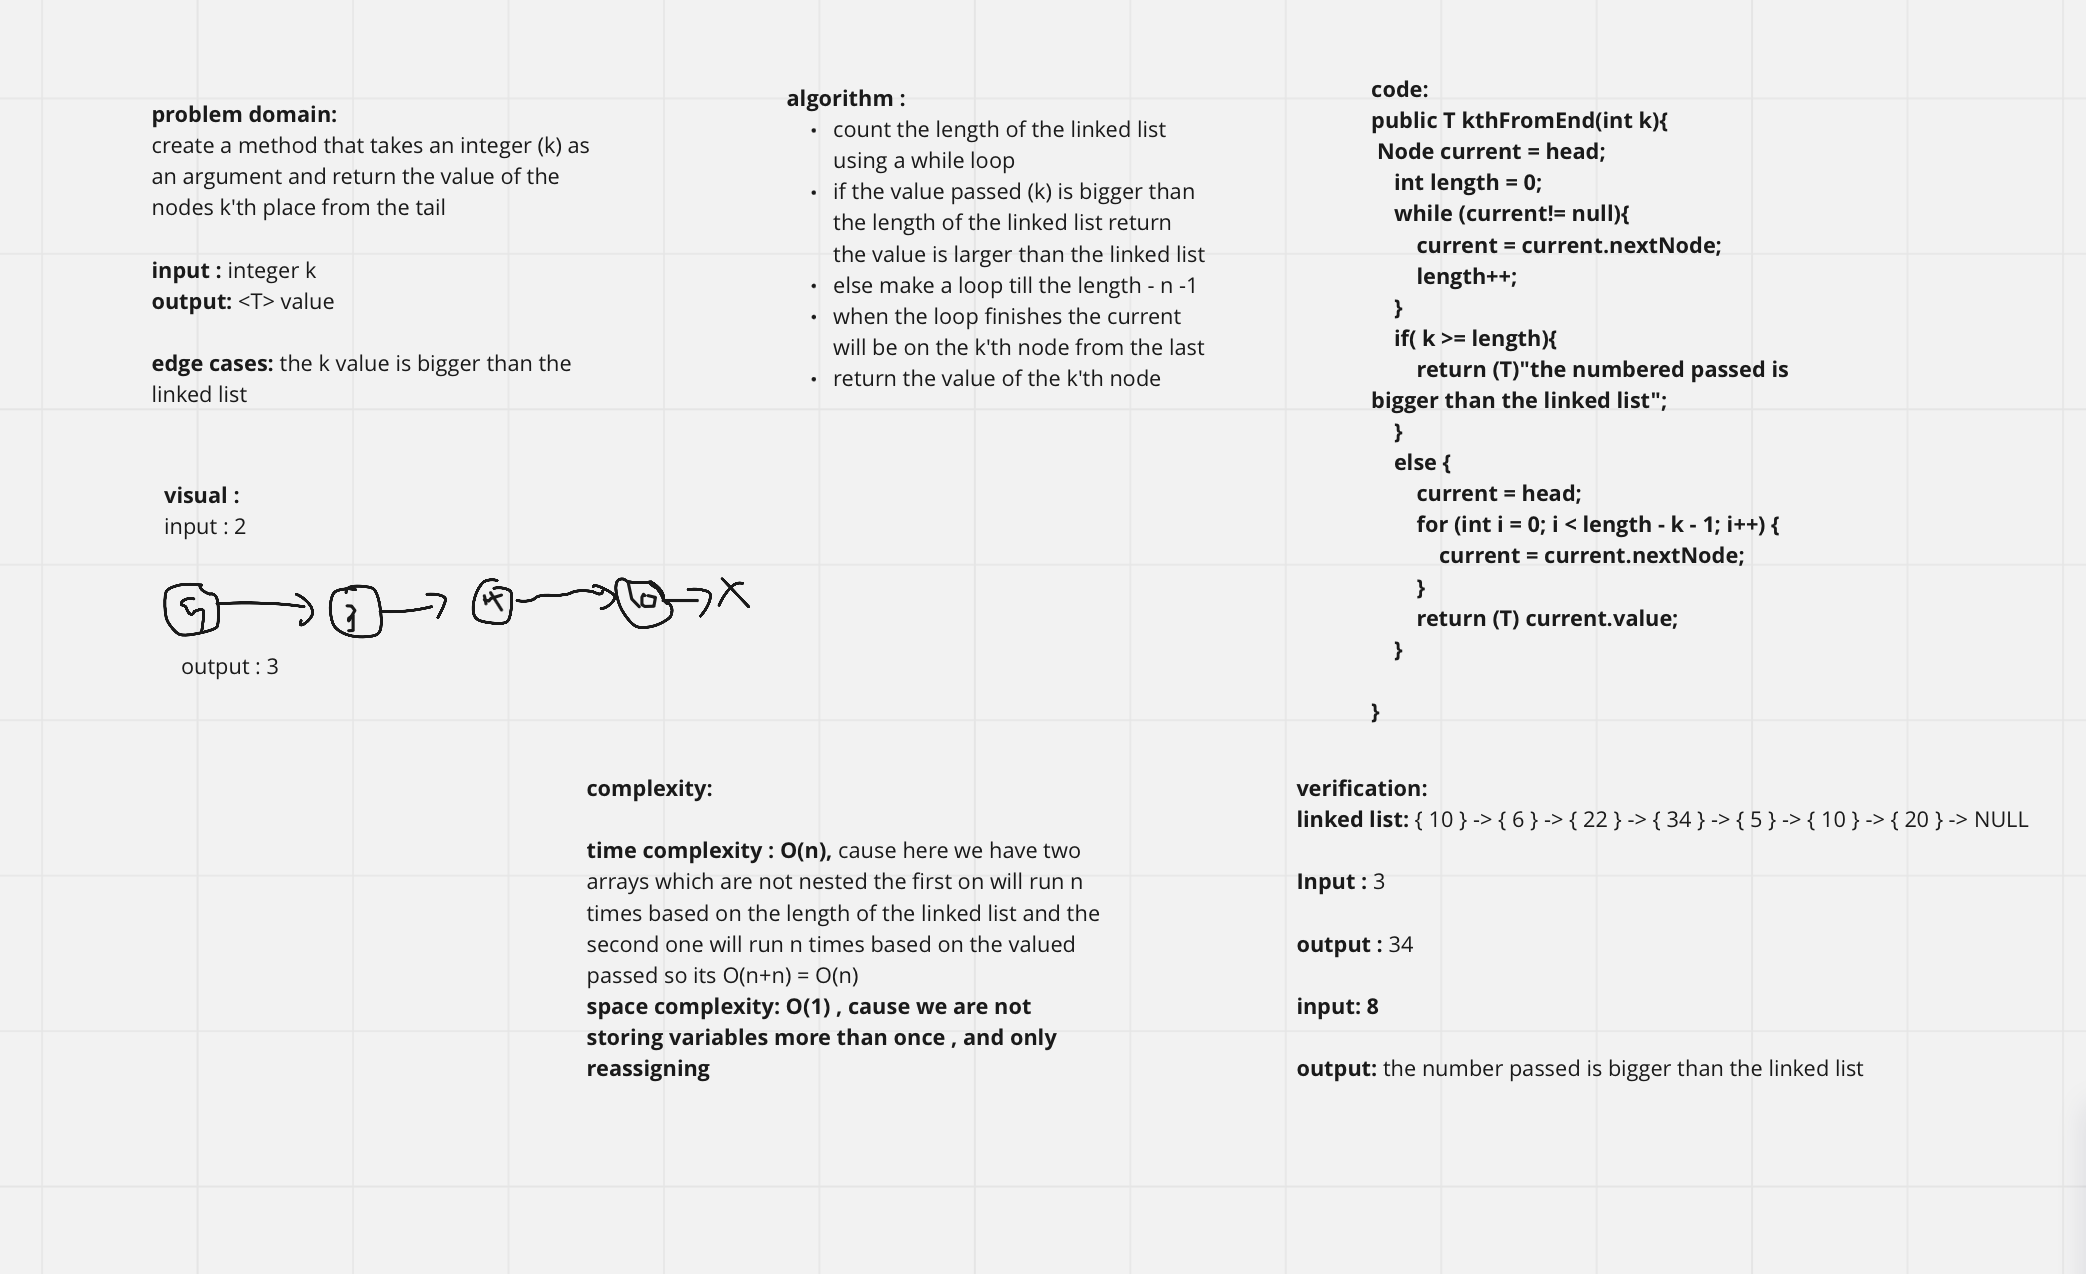 problem domain:
create a method that takes an integer (k) as
an argument and return the value of the
nodes k'th place from the tail
input : integer k
output: <T> value
edge cases: the k value is bigger than the
linked list
visual :
input : 2
5 3 4 10 X
output : 3
algorithm :
• count the length of the linked list
using a while loop
• if the value passed (k) is bigger than
the length of the linked list return
the value is larger than the linked list
• else make a loop till the length - n -1
• when the loop finishes the current
will be on the k'th node from the last
• return the value of the k'th node
code:
public T kthFromEnd(int k){
Node current = head;
int length = 0;
while (current!= null){
current = current.nextNode;
length++;
}
if( k >= length){
return (T)"the numbered passed is
bigger than the linked list";
}
else {
current = head;
for (int i = 0; i < length - k - 1; i++) {
current = current.nextNode;
}
return (T) current.value;
}
}
complexity:
time complexity : O(n), cause here we have two
arrays which are not nested the first on will run n
times based on the length of the linked list and the
second one will run n times based on the valued
passed so its O(n+n) = O(n)
space complexity: O(1) , cause we are not
storing variables more than once , and only
reassigning
verification:
linked list: { 10 } -> { 6 } -> { 22 } -> { 34 } -> { 5 } -> { 10 } -> { 20 } -> NULL
Input : 3
output : 34
input: 8
output: the number passed is bigger than the linked list